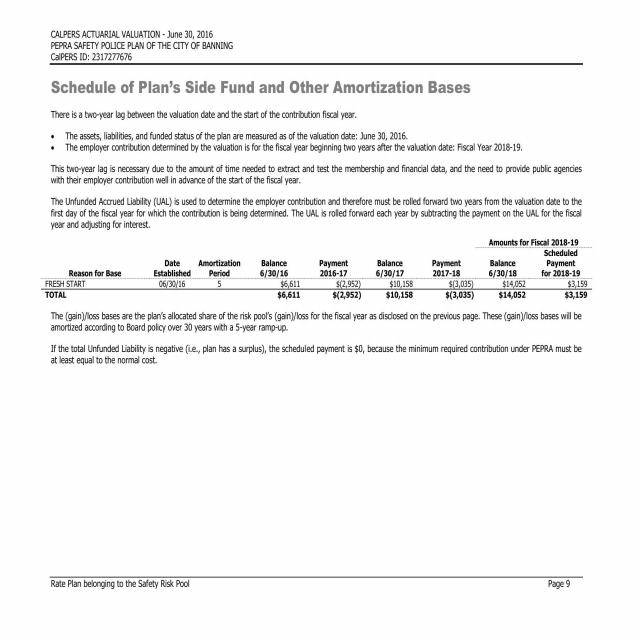 CALPERS ACTUARIAL VALUATION - June 30, 2016
PEPRA SAFETY POLICE PLAN OF THE CITY OF BANNING
CalPERS ID: 2317277676
Schedule of Plan's Side Fund and Other Amortization Bases
There is a two-year lag between the valuation date and the start of the contribution fiscal year.
• The assets, liabilities, and funded status of the plan are measured as of the valuation date: June 30, 2016.
• The employer contribution determined by the valuation is for the fiscal year beginning two years after the valuation date: Fiscal Year 2018-19.
This two-year lag is necessary due to the amount of time needed to extract and test the membership and financial data, and the need to provide public agencies
with their employer contribution well in advance of the start of the fiscal year.
The Unfunded Accrued Liability (UAL) is used to determine the employer contribution and therefore must be rolled forward two years from the valuation date to the
first day of the fiscal year for which the contribution is being determined. The UAL is rolled forward each year by subtracting the payment on the UAL for the fiscal
year and adjusting for interest.
Amounts for Fiscal 2018-19
Scheduled
Date Amortization Balance Payment Balance Payment Balance Payment
Reason for Base Established Period 6/30/16 2016-17 6/30/17 2017-18 6/30/18 for 2018-19
FRESH START 06/30/16 5 $6,611 $(2,952) $10,158 $(3,035) $14,052 $3,159
TOTAL $6,611 $(2,952) $10,158 $(3,035) $14,052 $3,159
The (gain)/loss bases are the plan's allocated share of the risk pool's (gain)/loss for the fiscal year as disclosed on the previous page. These (gain)/loss bases will be
amortized according to Board policy over 30 years with a 5-year ramp-up.
If the total Unfunded Liability is negative (i.e., plan has a surplus), the scheduled payment is $0, because the minimum required contribution under PEPRA must be
at least equal to the normal cost.
Rate Plan belonging to the Safety Risk Pool Page 9